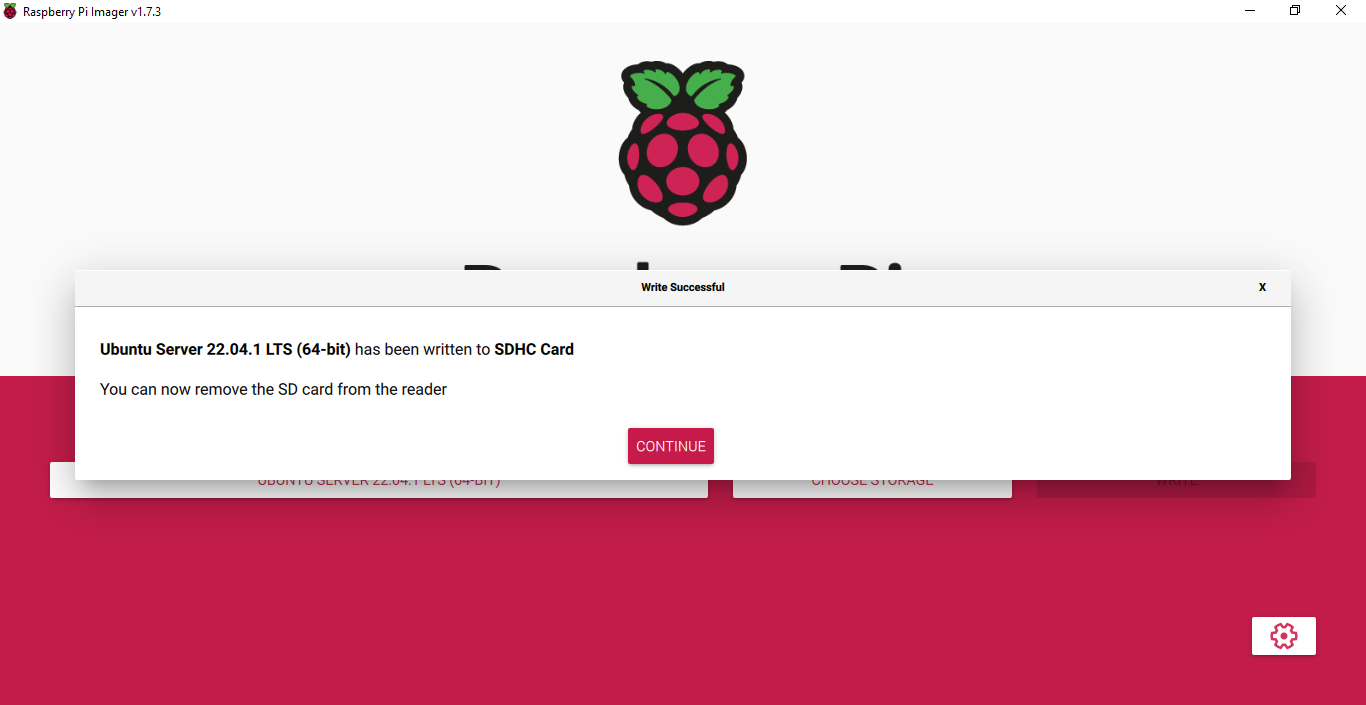 Raspberry Pi Imager v1.7.3
Write Successful
X
Ubuntu Server 22.04.1 LTS (64-bit) has been written to SDHC Card
You can now remove the SD card from the reader
CONTINUE
UBUNTU SERVER 22.04.1 LTS (64-BIT)
CHOOSE STORAGE
WRITE